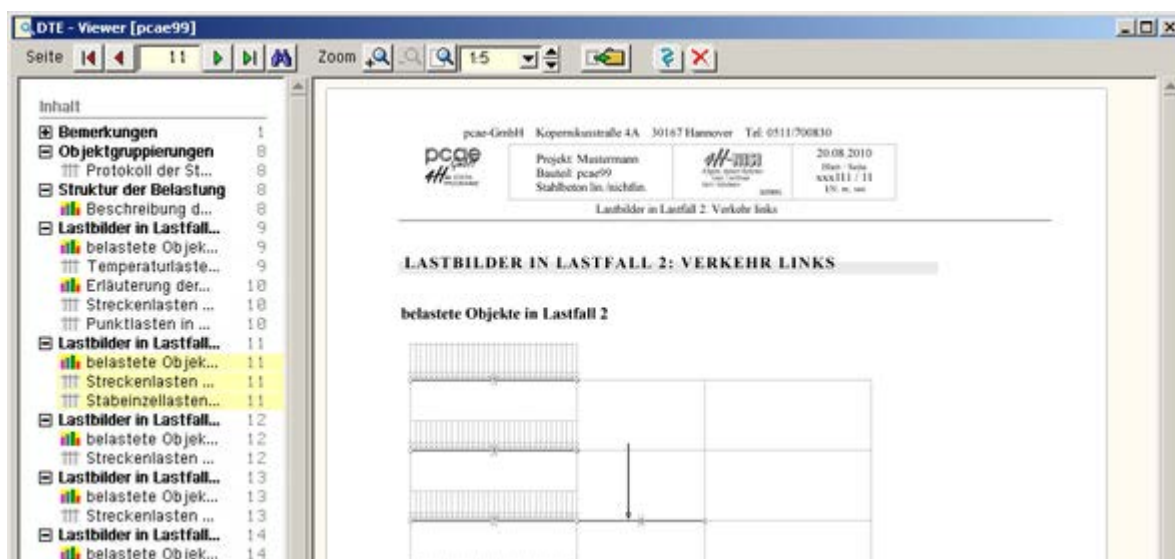 DTE - Viewer [pcae99]
Seite 11 Zoom 1:5
Inhalt
Bemerkungen 1
Objektgruppierungen 8
Protokoll der St... 8
Struktur der Belastung 8
Beschreibung d... 8
Lastbilder in Lastfall... 9
belastete Objek... 9
Temperaturlaste... 9
Erläuterung der... 10
Streckenlasten ... 10
Punktlasten in ... 10
Lastbilder in Lastfall... 11
belastete Objek... 11
Streckenlasten ... 11
Stabeinzellasten... 11
Lastbilder in Lastfall... 12
belastete Objek... 12
Streckenlasten ... 12
Lastbilder in Lastfall... 13
belastete Objek... 13
Streckenlasten ... 13
Lastbilder in Lastfall... 14
belastete Objek... 14
pcae-GmbH Kopernikusstraße 4A 30167 Hannover Tel. 0511/700830
pcae
4H
Projekt: Mustermann
Bauteil: pcae99
Stahlbeton lin./nichtlin.
20.08.2010
Blatt / Seite
xxx111 / 11
Lastbilder in Lastfall 2: Verkehr links
LASTBILDER IN LASTFALL 2: VERKEHR LINKS
belastete Objekte in Lastfall 2